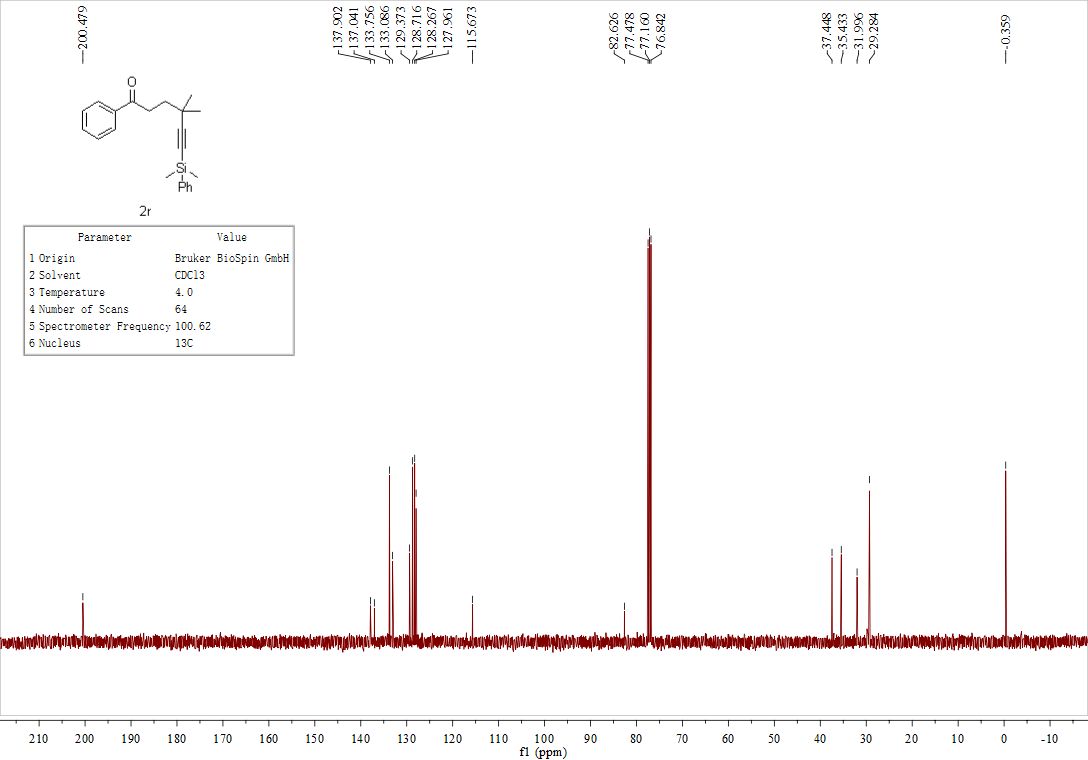 200.479
137.902
137.041
133.756
133.086
129.373
128.716
128.267
127.961
115.673
82.626
77.478
77.160
76.842
37.448
35.433
31.996
29.284
-0.359
O
Si
Ph
2r
Parameter Value
1 Origin Bruker BioSpin GmbH
2 Solvent CDCl3
3 Temperature 4.0
4 Number of Scans 64
5 Spectrometer Frequency 100.62
6 Nucleus 13C
210 200 190 180 170 160 150 140 130 120 110 100 90 80 70 60 50 40 30 20 10 0 -10
f1 (ppm)